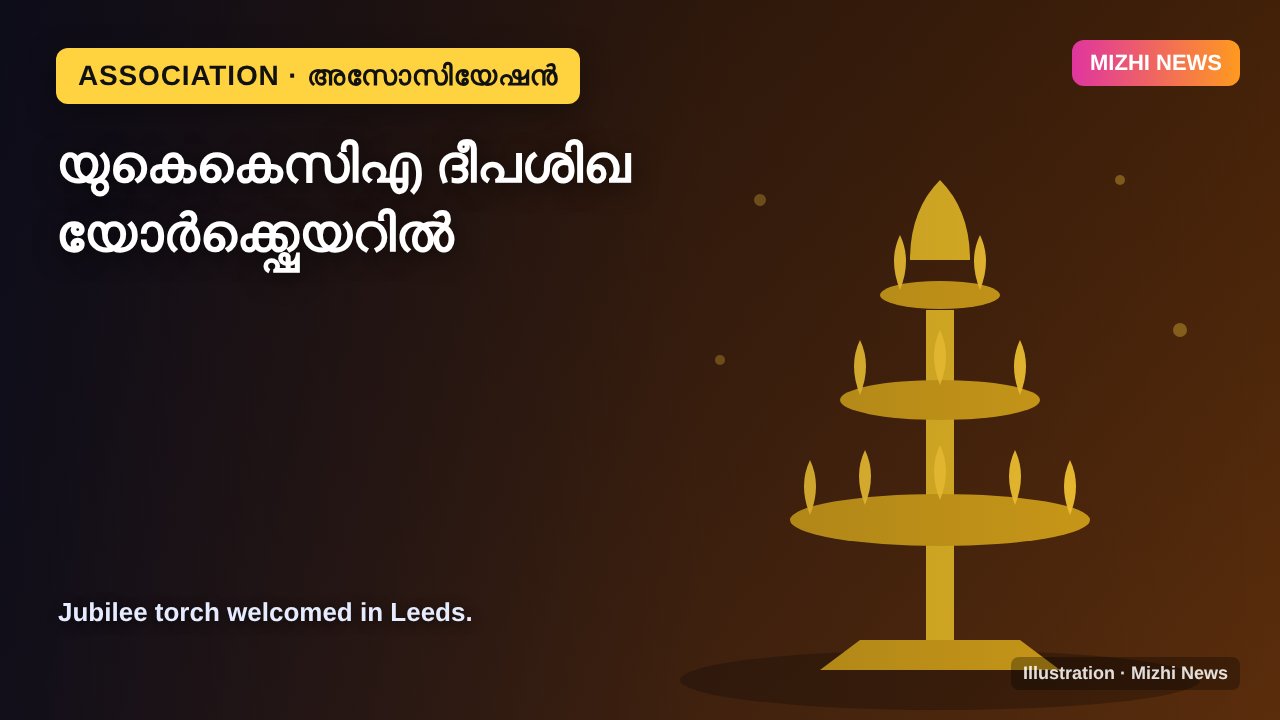 ASSOCIATION · അസോസിയേഷൻ
MIZHI NEWS
യുകെകെസിഎ ദീപശിഖ
യോർക്ക്ഷെയറിൽ
Jubilee torch welcomed in Leeds.
Illustration · Mizhi News